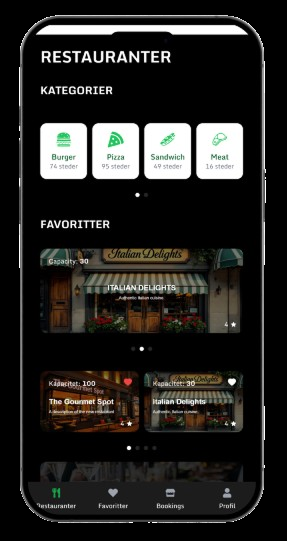 RESTAURANTER
KATEGORIER
Burger
74 steder
Pizza
95 steder
Sandwich
49 steder
Meat
16 steder
FAVORITTER
Italian Delights
Capacity: 30
ITALIAN DELIGHTS
Authentic Italian cuisine.
4
Kapacitet: 100
The Gourmet Spot
A description of the new restaurant
4
Kapacitet: 30
Italian Delights
Authentic Italian cuisine.
4
Restauranter
Favoritter
Bookings
Profil